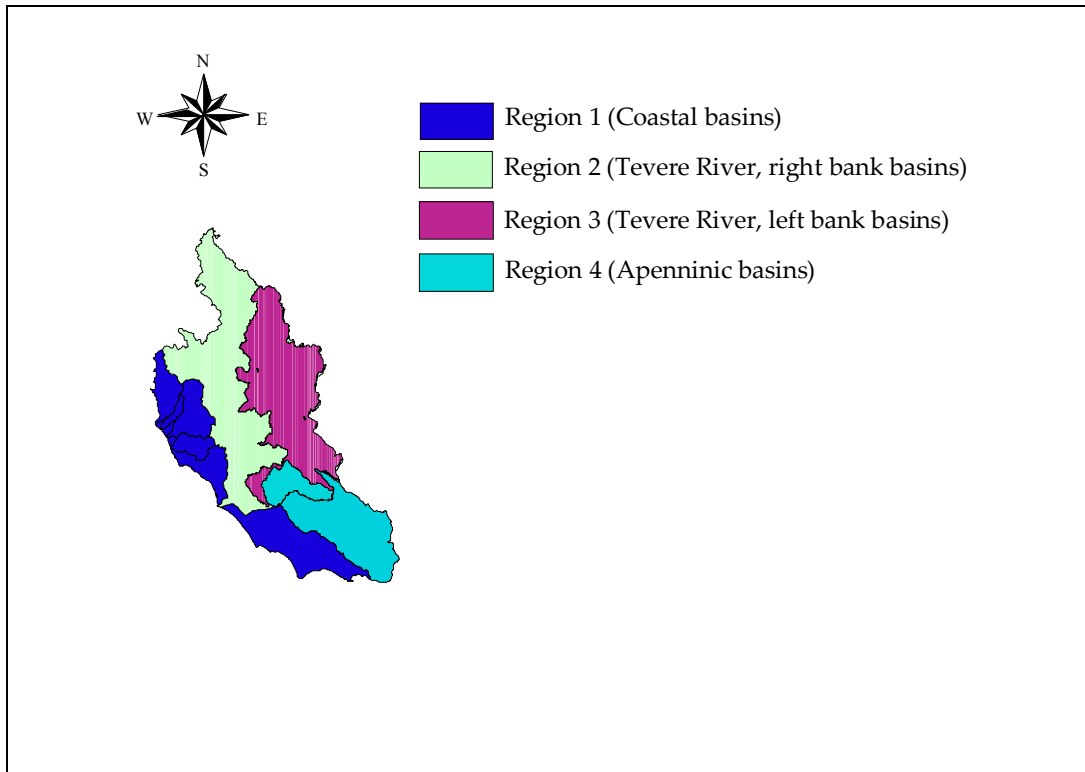 N
W
E
S
Region 1 (Coastal basins)
Region 2 (Tevere River, right bank basins)
Region 3 (Tevere River, left bank basins)
Region 4 (Apenninic basins)